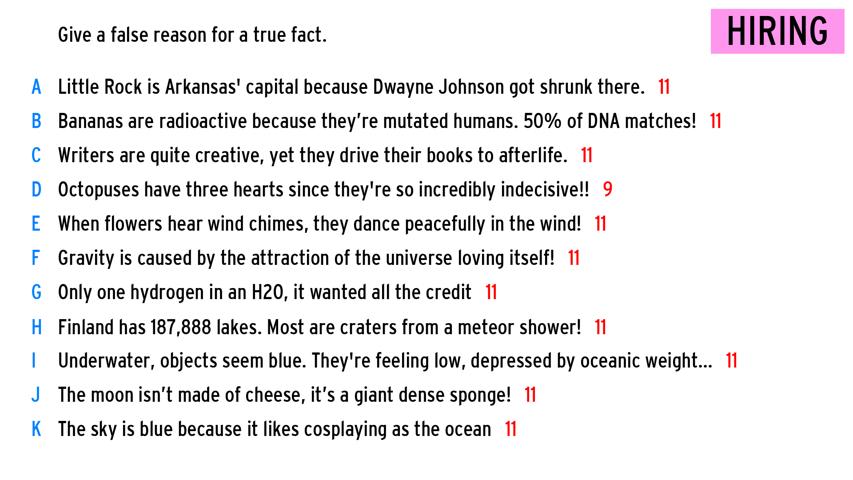 Give a false reason for a true fact.
HIRING
A Little Rock is Arkansas' capital because Dwayne Johnson got shrunk there. 11
B Bananas are radioactive because they’re mutated humans. 50% of DNA matches! 11
C Writers are quite creative, yet they drive their books to afterlife. 11
D Octopuses have three hearts since they're so incredibly indecisive!! 9
E When flowers hear wind chimes, they dance peacefully in the wind! 11
F Gravity is caused by the attraction of the universe loving itself! 11
G Only one hydrogen in an H20, it wanted all the credit 11
H Finland has 187,888 lakes. Most are craters from a meteor shower! 11
I Underwater, objects seem blue. They're feeling low, depressed by oceanic weight... 11
J The moon isn’t made of cheese, it’s a giant dense sponge! 11
K The sky is blue because it likes cosplaying as the ocean 11